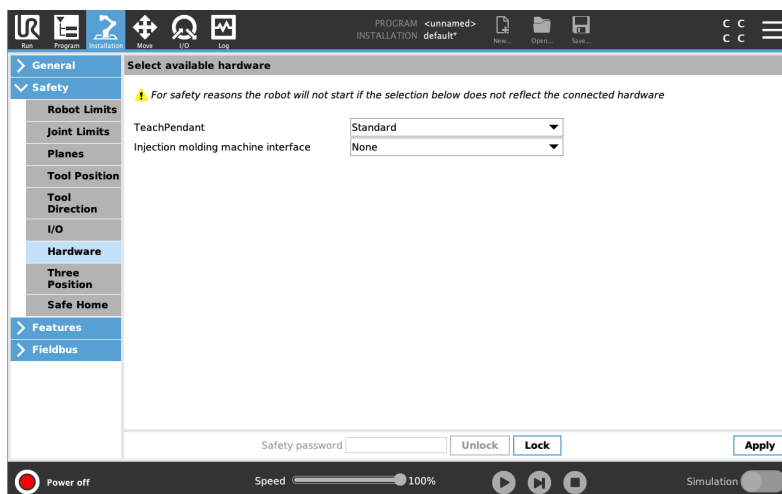 UR
PROGRAM <unnamed>
INSTALLATION default*
C C
C C
Run Program Installation Move I/O Log New... Open... Save...
General
Safety
Robot Limits
Joint Limits
Planes
Tool Position
Tool
Direction
I/O
Hardware
Three
Position
Safe Home
Features
Fieldbus
Select available hardware
For safety reasons the robot will not start if the selection below does not reflect the connected hardware
TeachPendant Standard
Injection molding machine interface None
Safety password Unlock Lock Apply
Power off Speed 100% Simulation